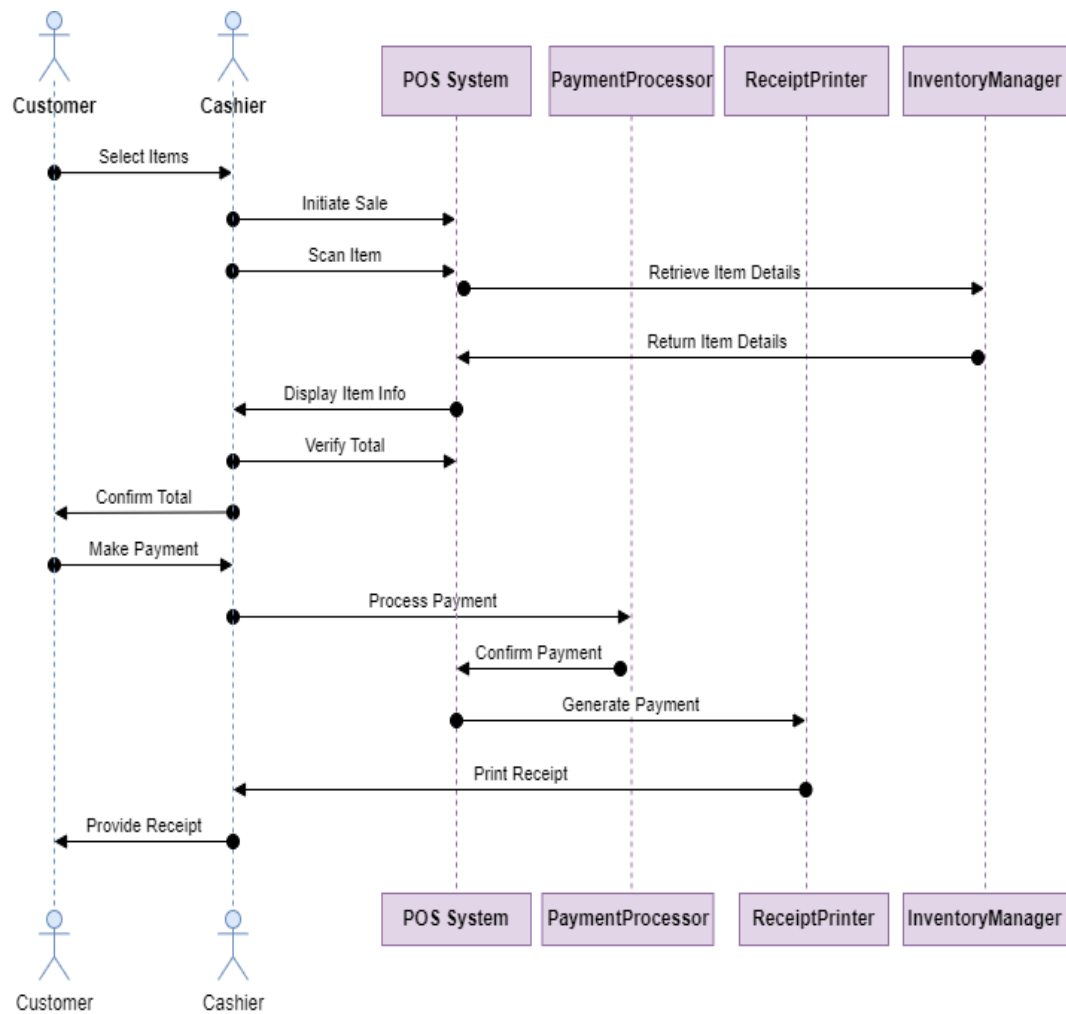 POS System
PaymentProcessor
ReceiptPrinter
InventoryManager
Customer
Cashier
Select Items
Initiate Sale
Scan Item
Retrieve Item Details
Return Item Details
Display Item Info
Verify Total
Confirm Total
Make Payment
Process Payment
Confirm Payment
Generate Payment
Print Receipt
Provide Receipt
POS System
PaymentProcessor
ReceiptPrinter
InventoryManager
Customer
Cashier